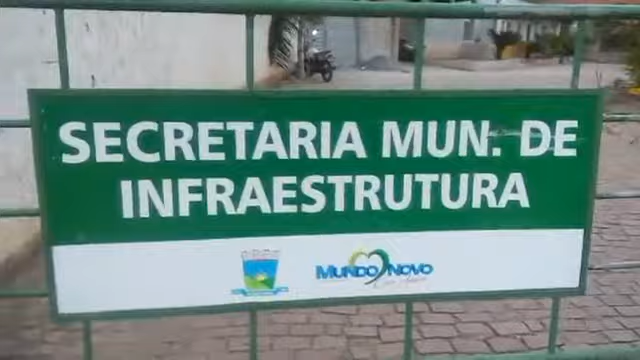 SECRETARIA MUN. DE
INFRAESTRUTURA
MUNDO NOVO